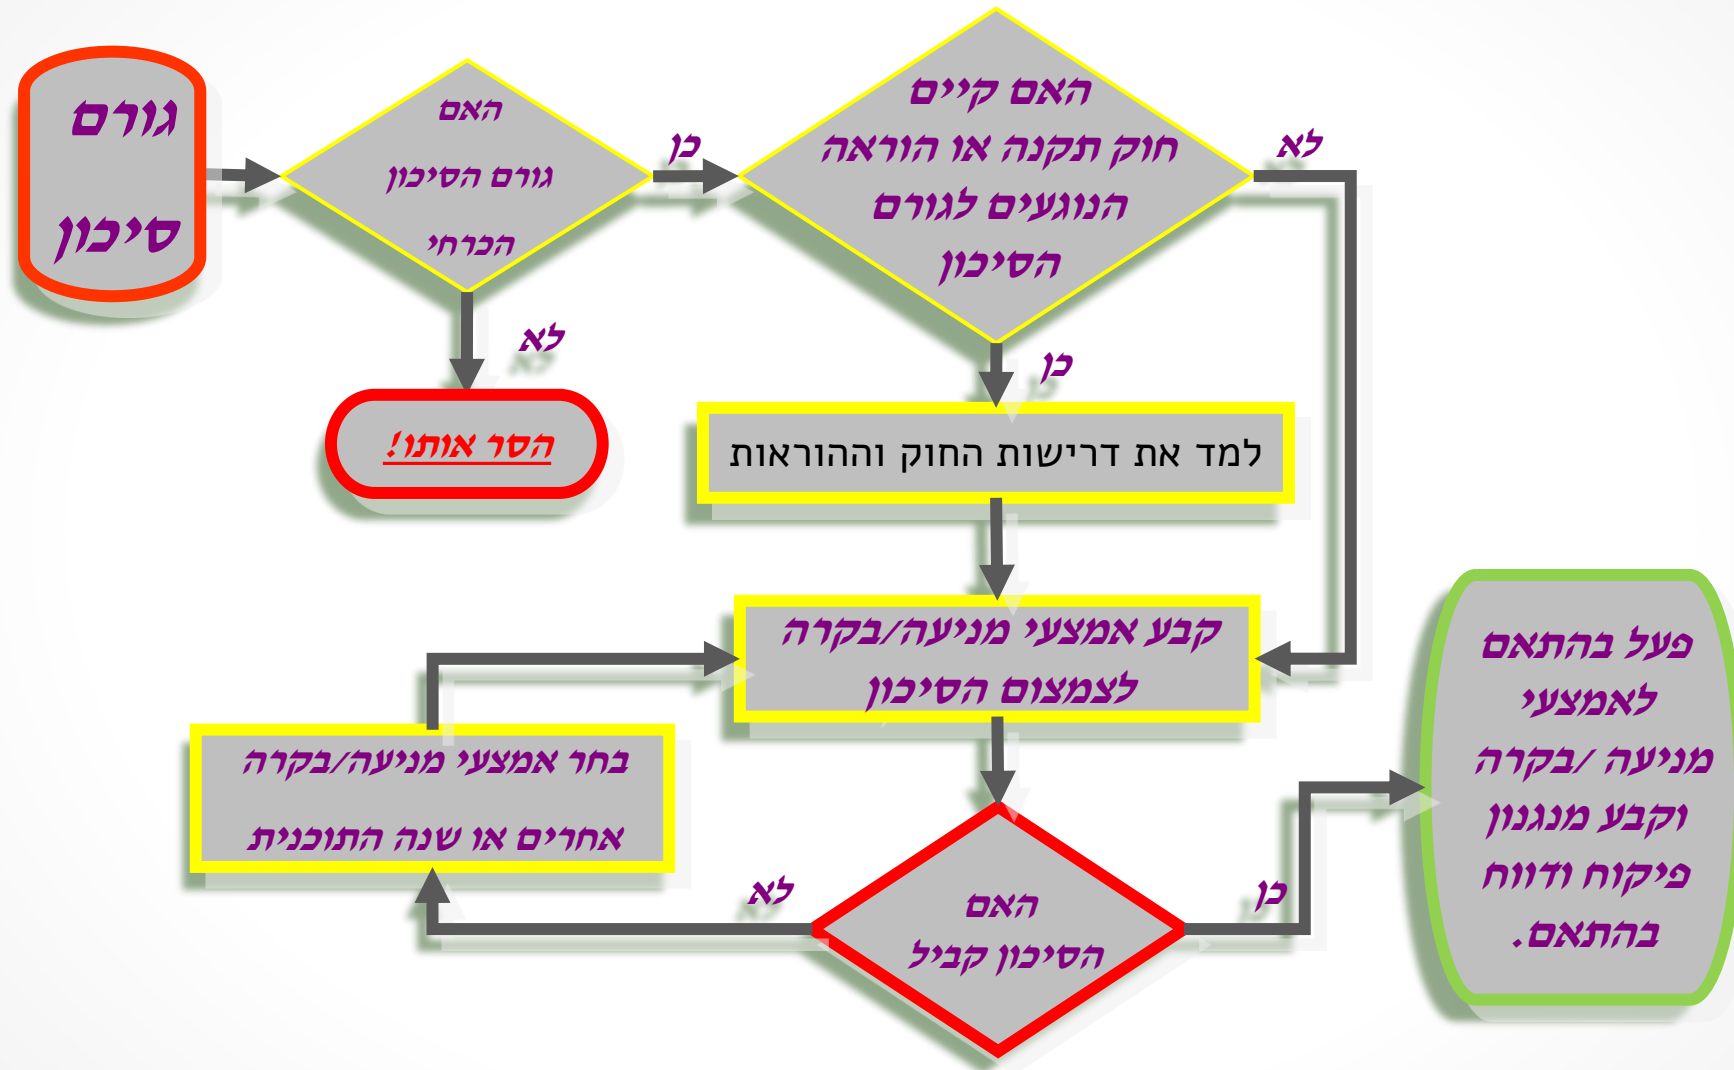 גורם
סיכון
האם
גורם הסיכון
הכרחי
כן
לא
הסר אותו!
האם קיים
חוק תקנה או הוראה
הנוגעים לגורם
הסיכון
לא
כן
למד את דרישות החוק וההוראות
קבע אמצעי מניעה/בקרה
לצמצום הסיכון
בחר אמצעי מניעה/בקרה
אחרים או שנה התוכנית
לא
האם
הסיכון קביל
כן
פעל בהתאם
לאמצעי
מניעה /בקרה
וקבע מנגנון
פיקוח ודווח
בהתאם.